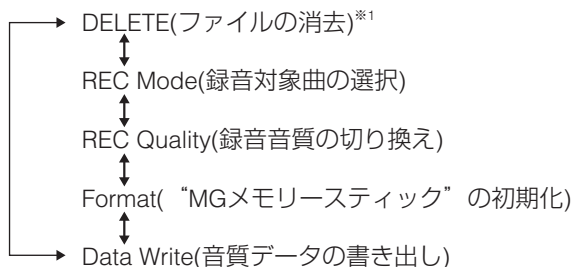 DELETE(ファイルの消去)※1
REC Mode(録音対象曲の選択)
REC Quality(録音音質の切り換え)
Format( “MGメモリースティック” の初期化)
Data Write(音質データの書き出し)